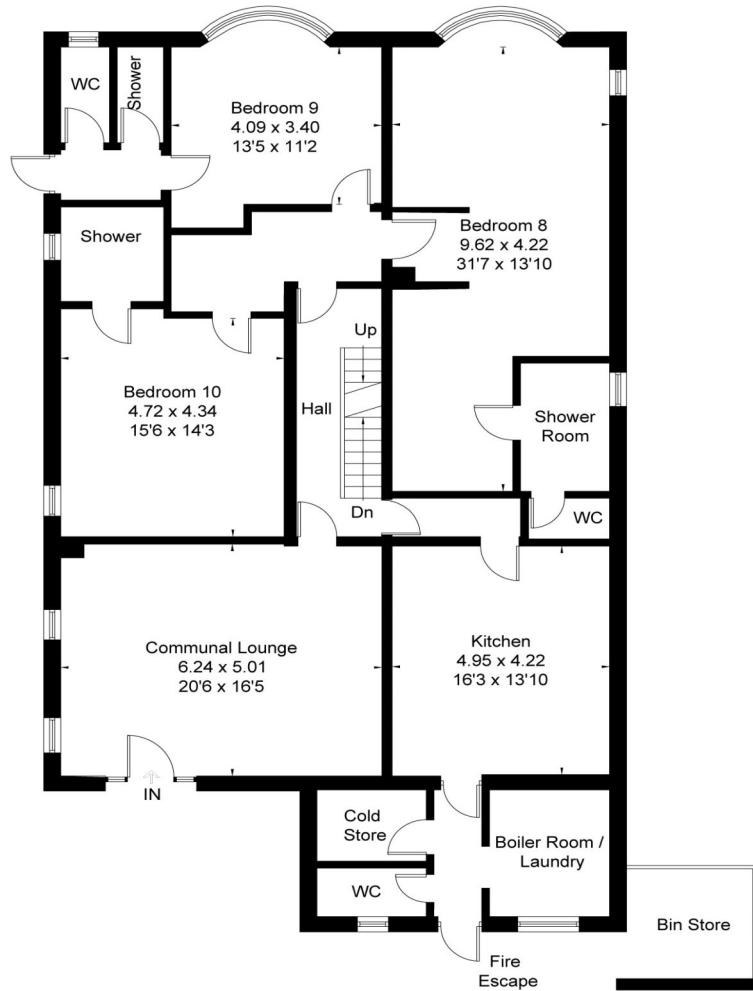 WC
Shower
Bedroom 9
4.09 x 3.40
13'5 x 11'2
Shower
Bedroom 8
9.62 x 4.22
31'7 x 13'10
Up
Bedroom 10
4.72 x 4.34
15'6 x 14'3
Hall
Shower
Room
Dn
WC
Communal Lounge
6.24 x 5.01
20'6 x 16'5
Kitchen
4.95 x 4.22
16'3 x 13'10
IN
Cold
Store
Boiler Room /
Laundry
WC
Bin Store
Fire
Escape